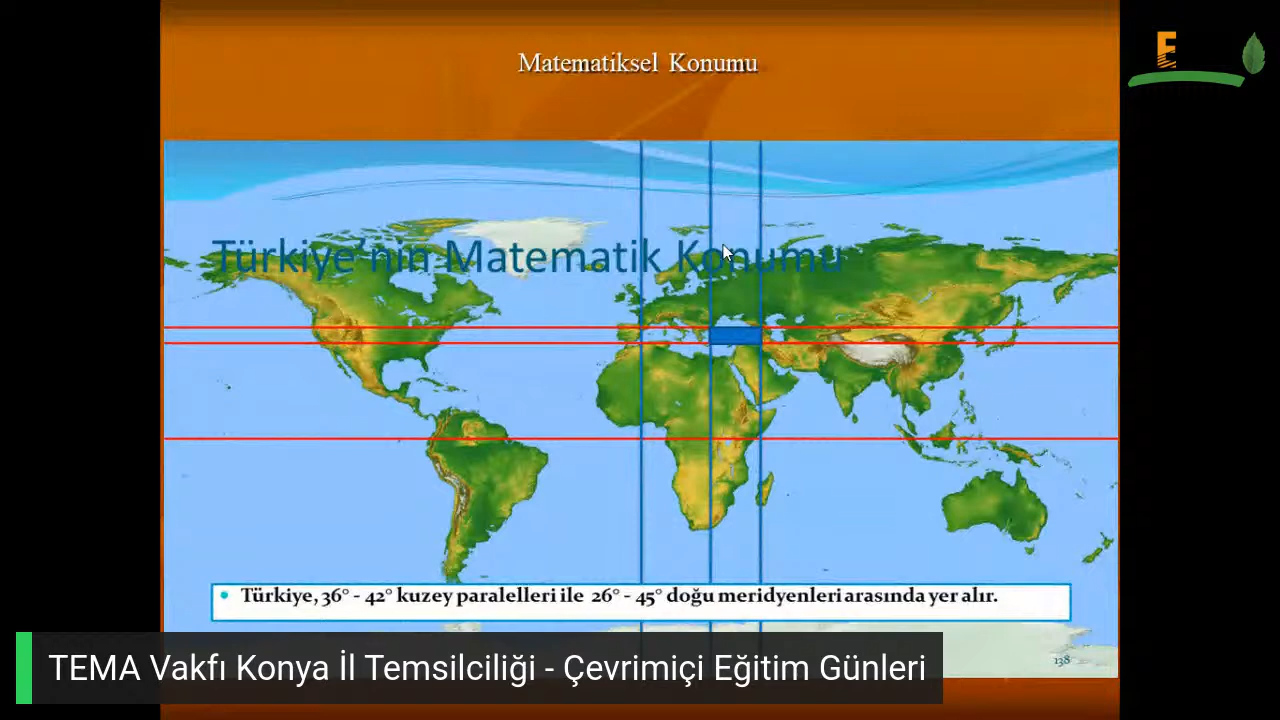 Matematiksel Konumu
E
Türkiye'nin Matematik Konumu
• Türkiye, 36° - 42° kuzey paralelleri ile 26° - 45° doğu meridyenleri arasında yer alır.
138
TEMA Vakfı Konya İl Temsilciliği - Çevrimiçi Eğitim Günleri